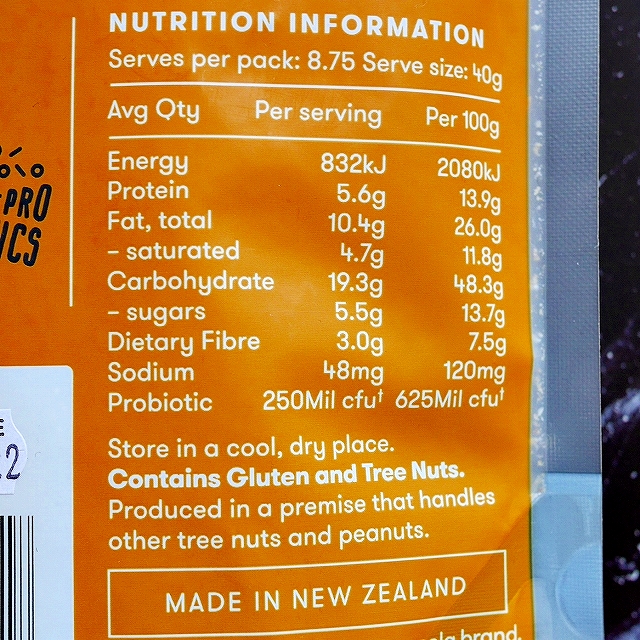 NUTRITION INFORMATION
Serves per pack: 8.75 Serve size: 40g
Avg Qty Per serving Per 100g
Energy 832kJ 2080kJ
Protein 5.6g 13.9g
Fat, total 10.4g 26.0g
– saturated 4.7g 11.8g
Carbohydrate 19.3g 48.3g
– sugars 5.5g 13.7g
Dietary Fibre 3.0g 7.5g
Sodium 48mg 120mg
Probiotic 250Mil cfu† 625Mil cfu†
Store in a cool, dry place.
Contains Gluten and Tree Nuts.
Produced in a premise that handles
other tree nuts and peanuts.
MADE IN NEW ZEALAND
brand.
PRO
ICS
2